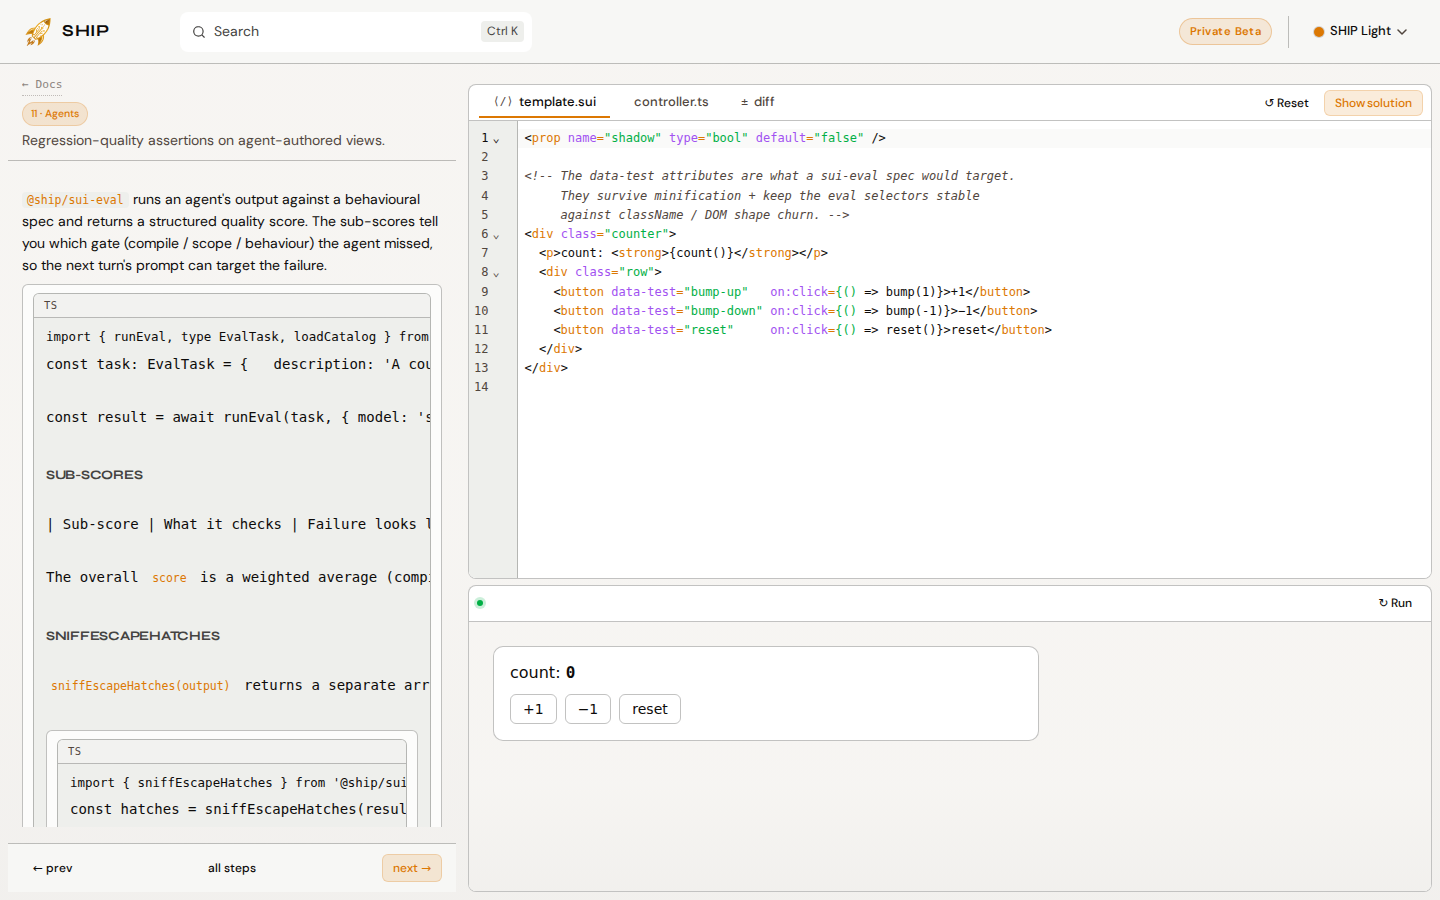 SHIP
Search
Ctrl K
Private Beta
SHIP Light
← Docs
11 · Agents
Regression-quality assertions on agent-authored views.
@ship/sui-eval runs an agent's output against a behavioural
spec and returns a structured quality score. The sub-scores tell
you which gate (compile / scope / behaviour) the agent missed,
so the next turn's prompt can target the failure.
TS
import { runEval, type EvalTask, loadCatalog } from
const task: EvalTask = {   description: 'A cou
const result = await runEval(task, { model: 's
SUB-SCORES
| Sub-score | What it checks | Failure looks l
The overall score is a weighted average (compi
SNIFFESCAPEHATCHES
sniffEscapeHatches(output) returns a separate arr
TS
import { sniffEscapeHatches } from '@ship/sui
const hatches = sniffEscapeHatches(resul
← prev
all steps
next →
⟨/⟩ template.sui
controller.ts
± diff
↺ Reset
Show solution
1 <prop name="shadow" type="bool" default="false" />
2
3 <!-- The data-test attributes are what a sui-eval spec would target.
4      They survive minification + keep the eval selectors stable
5      against className / DOM shape churn. -->
6 <div class="counter">
7   <p>count: <strong>{count()}</strong></p>
8   <div class="row">
9     <button data-test="bump-up"   on:click={() => bump(1)}>+1</button>
10     <button data-test="bump-down" on:click={() => bump(-1)}>−1</button>
11     <button data-test="reset"     on:click={() => reset()}>reset</button>
12   </div>
13 </div>
14
↻ Run
count: 0
+1
−1
reset